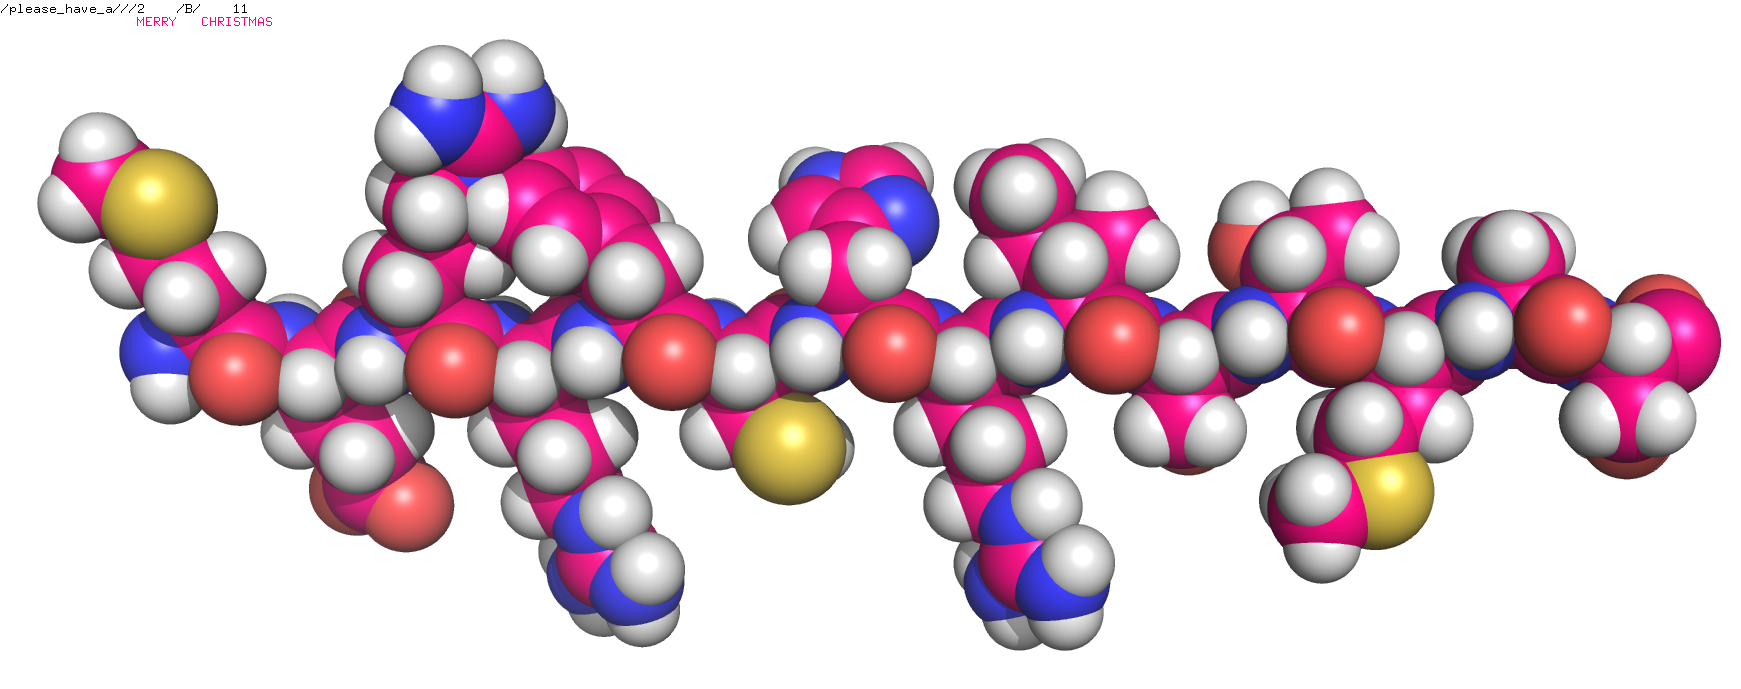 /please_have_a///2 /B/ 11
MERRY CHRISTMAS